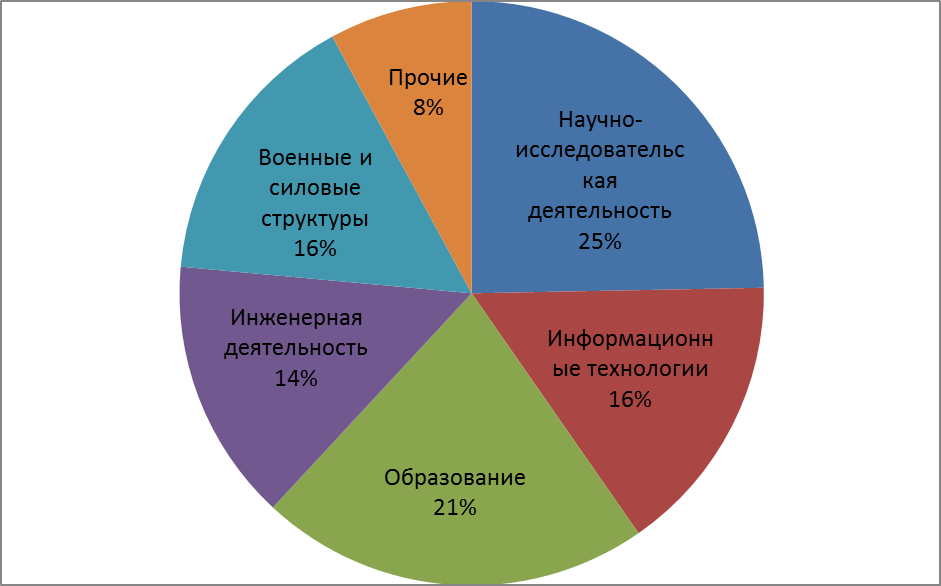 Прочие
8%
Научно-
исследовательс
кая
деятельность
25%
Военные и
силовые
структуры
16%
Инженерная
деятельность
14%
Информационн
ые технологии
16%
Образование
21%